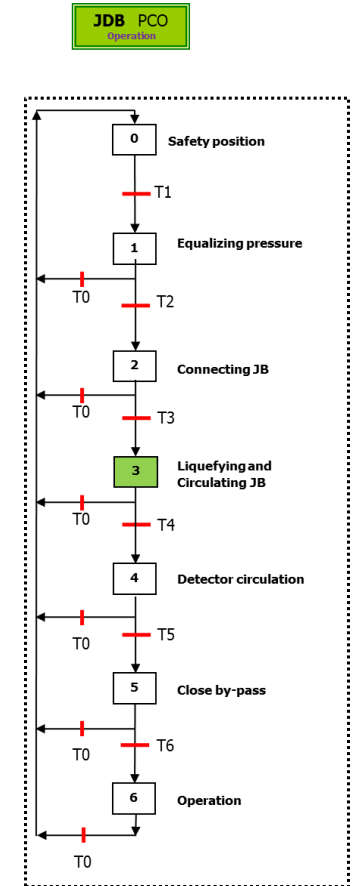 JDB PCO
Operation
0
Safety position
T1
1
Equalizing pressure
T0
T2
2
Connecting JB
T0
T3
3
Liquefying and
Circulating JB
T0
T4
4
Detector circulation
T0
T5
5
Close by-pass
T0
T6
6
Operation
T0